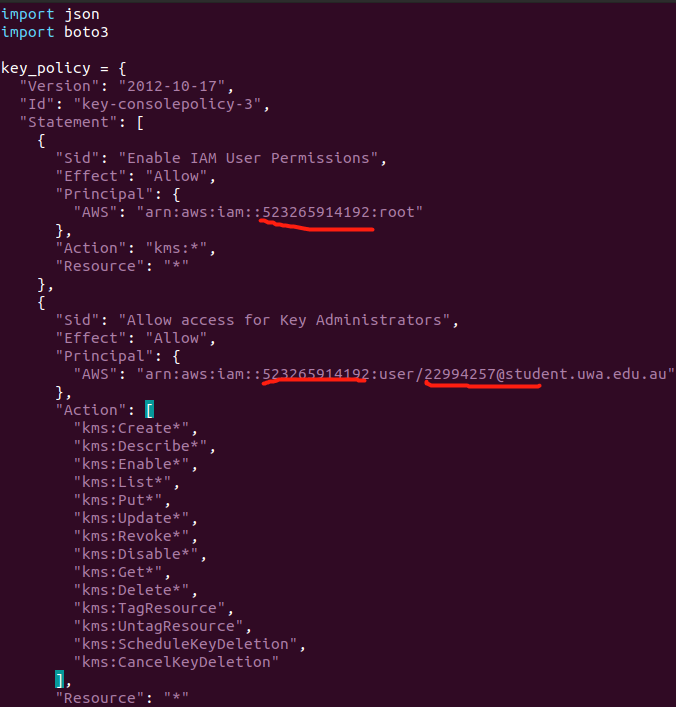 import json
import boto3

key_policy = {
  "Version": "2012-10-17",
  "Id": "key-consolepolicy-3",
  "Statement": [
    {
      "Sid": "Enable IAM User Permissions",
      "Effect": "Allow",
      "Principal": {
        "AWS": "arn:aws:iam::523265914192:root"
      },
      "Action": "kms:*",
      "Resource": "*"
    },
    {
      "Sid": "Allow access for Key Administrators",
      "Effect": "Allow",
      "Principal": {
        "AWS": "arn:aws:iam::523265914192:user/22994257@student.uwa.edu.au"
      },
      "Action": [
        "kms:Create*",
        "kms:Describe*",
        "kms:Enable*",
        "kms:List*",
        "kms:Put*",
        "kms:Update*",
        "kms:Revoke*",
        "kms:Disable*",
        "kms:Get*",
        "kms:Delete*",
        "kms:TagResource",
        "kms:UntagResource",
        "kms:ScheduleKeyDeletion",
        "kms:CancelKeyDeletion"
      ],
      "Resource": "*"